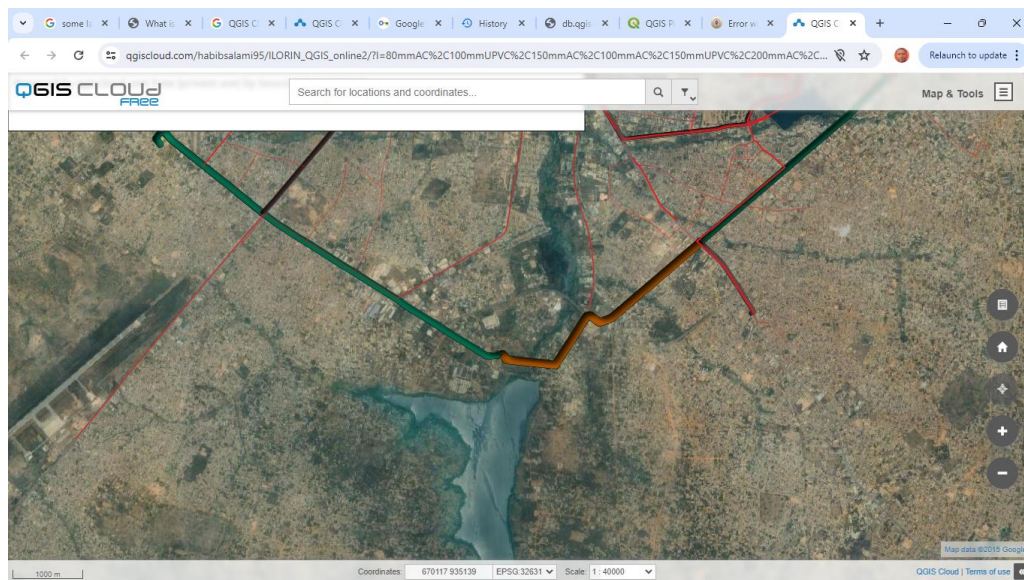 some la
What is
QGIS C
QGIS C
Google
History
db.qgis
QGIS P
Error w
QGIS C
qgiscloud.com/habibsalami95/ILORIN_QGIS_online2/?l=80mmAC%2C100mmUPVC%2C150mmAC%2C100mmAC%2C150mmUPVC%2C200mmAC%2C...
Relaunch to update
QGIS CLOUD
FREE
Search for locations and coordinates...
Map & Tools
Map data ©2015 Google
1000 m
Coordinates: 670117 935139 EPSG:32631 Scale: 1 : 40000
QGIS Cloud | Terms of use